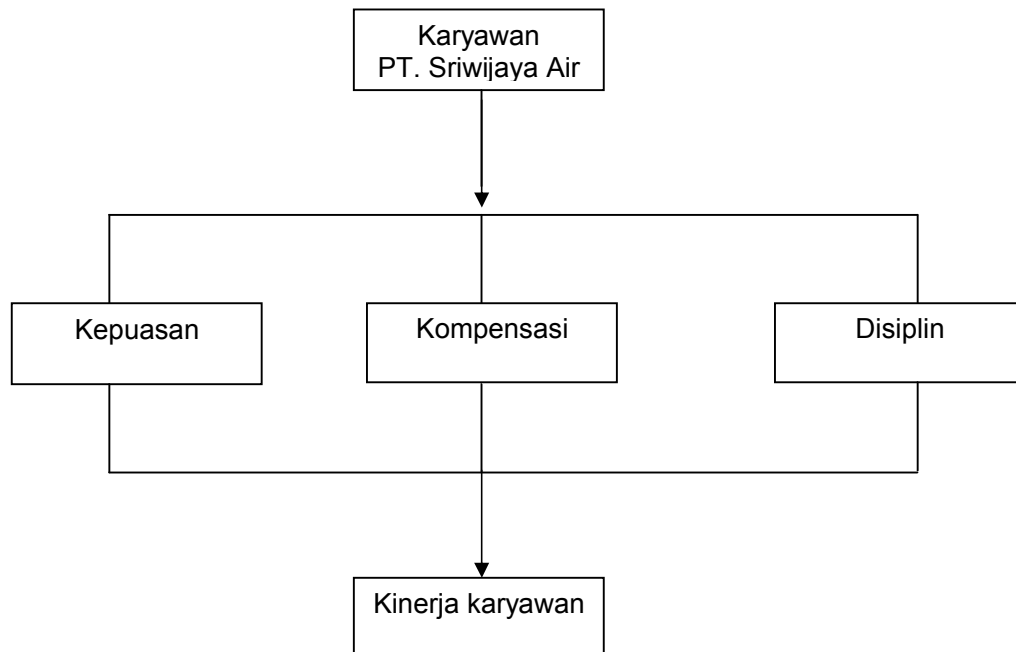 Karyawan
PT. Sriwijaya Air
Kepuasan
Kompensasi
Disiplin
Kinerja karyawan